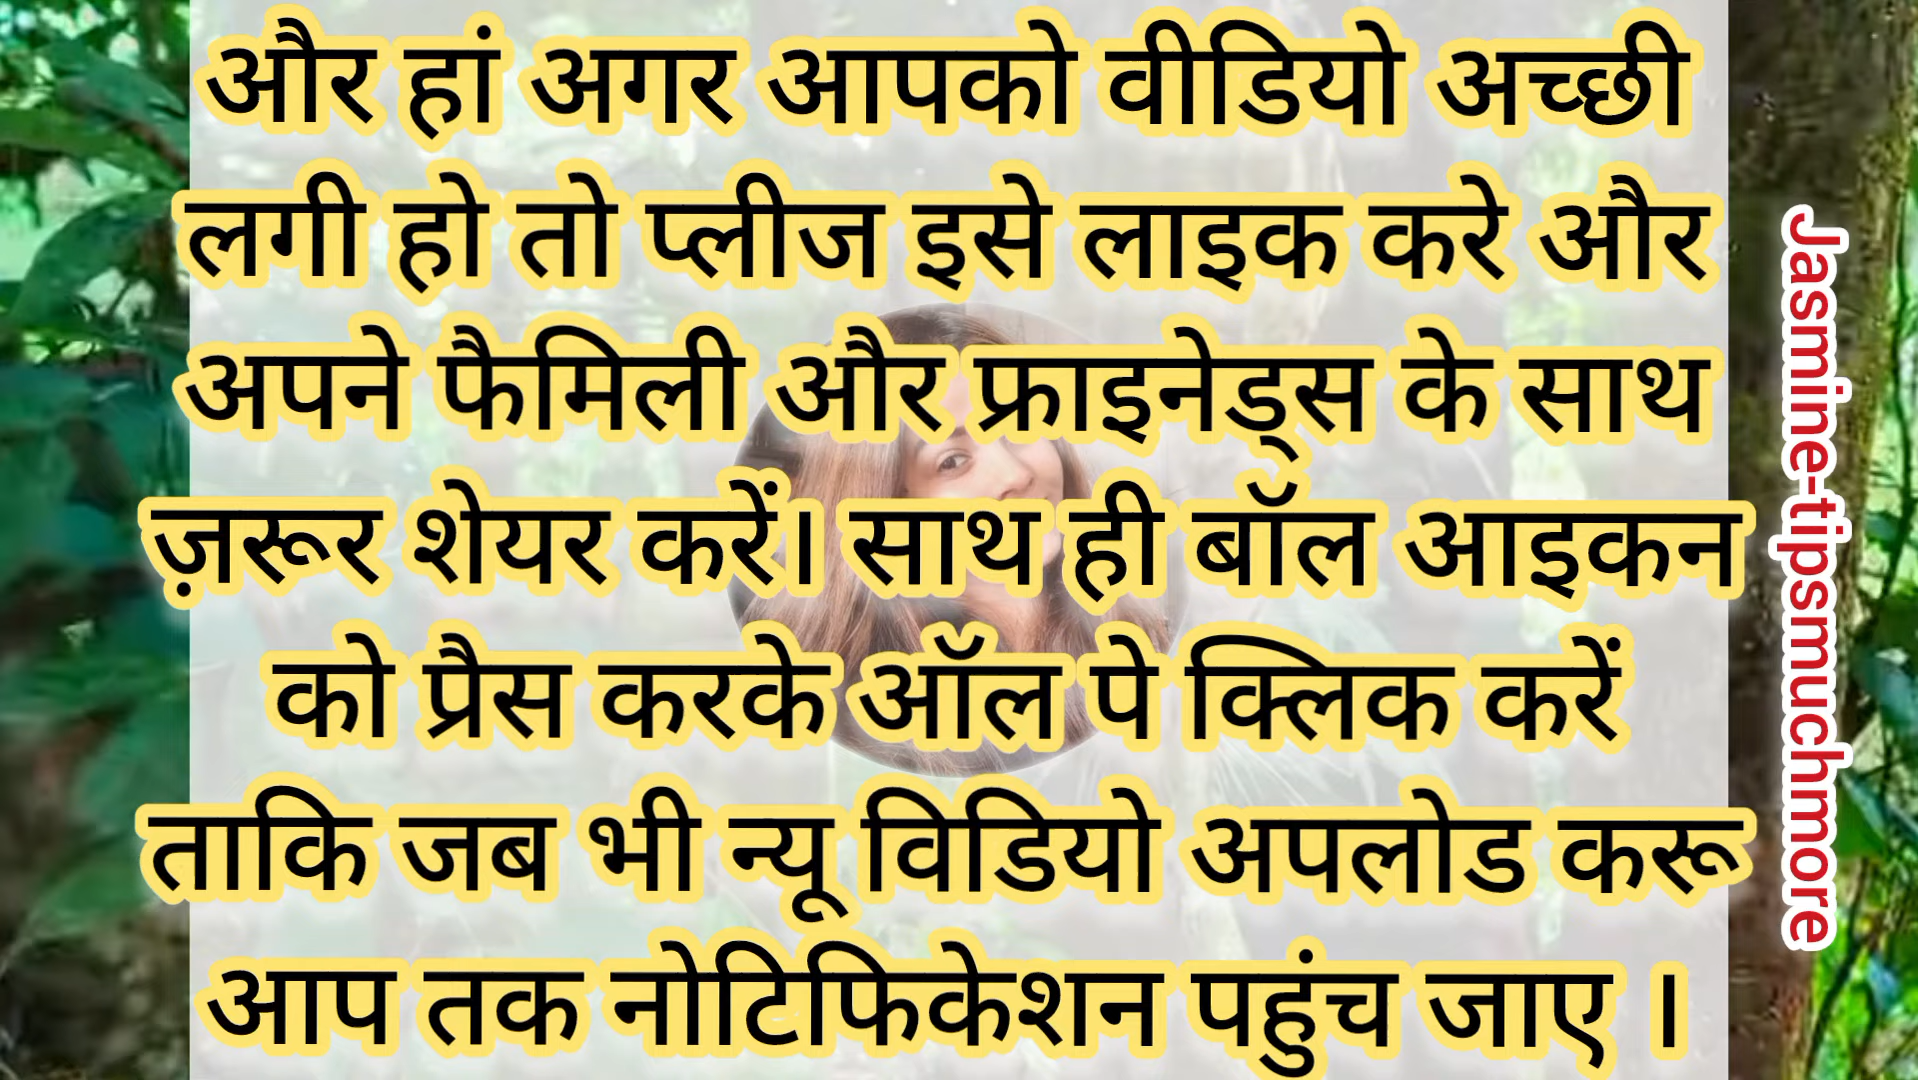 और हां अगर आपको वीडियो अच्छी
लगी हो तो प्लीज इसे लाइक करे और
अपने फैमिली और फ्राइनेड्स के साथ
ज़रूर शेयर करें। साथ ही बॉल आइकन
को प्रैस करके ऑल पे क्लिक करें
ताकि जब भी न्यू विडियो अपलोड करू
आप तक नोटिफिकेशन पहुंच जाए ।
Jasmine-tipsmuchmore